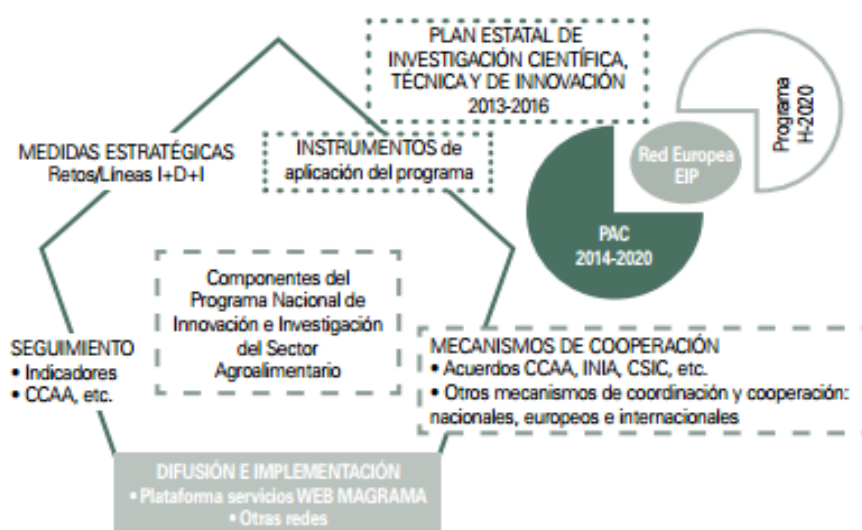 PLAN ESTATAL DE
INVESTIGACIÓN CIENTÍFICA,
TÉCNICA Y DE INNOVACIÓN
2013-2016
Programa
H-2020
Red Europea
EIP
PAC
2014-2020
MEDIDAS ESTRATÉGICAS
Retos/Líneas I+D+I
INSTRUMENTOS de
aplicación del programa
Componentes del
Programa Nacional de
Innovación e Investigación
del Sector
Agroalimentario
SEGUIMIENTO
• Indicadores
• CCAA, etc.
MECANISMOS DE COOPERACIÓN
• Acuerdos CCAA, INIA, CSIC, etc.
• Otros mecanismos de coordinación y cooperación:
nacionales, europeos e internacionales
DIFUSIÓN E IMPLEMENTACIÓN
• Plataforma servicios WEB MAGRAMA
• Otras redes